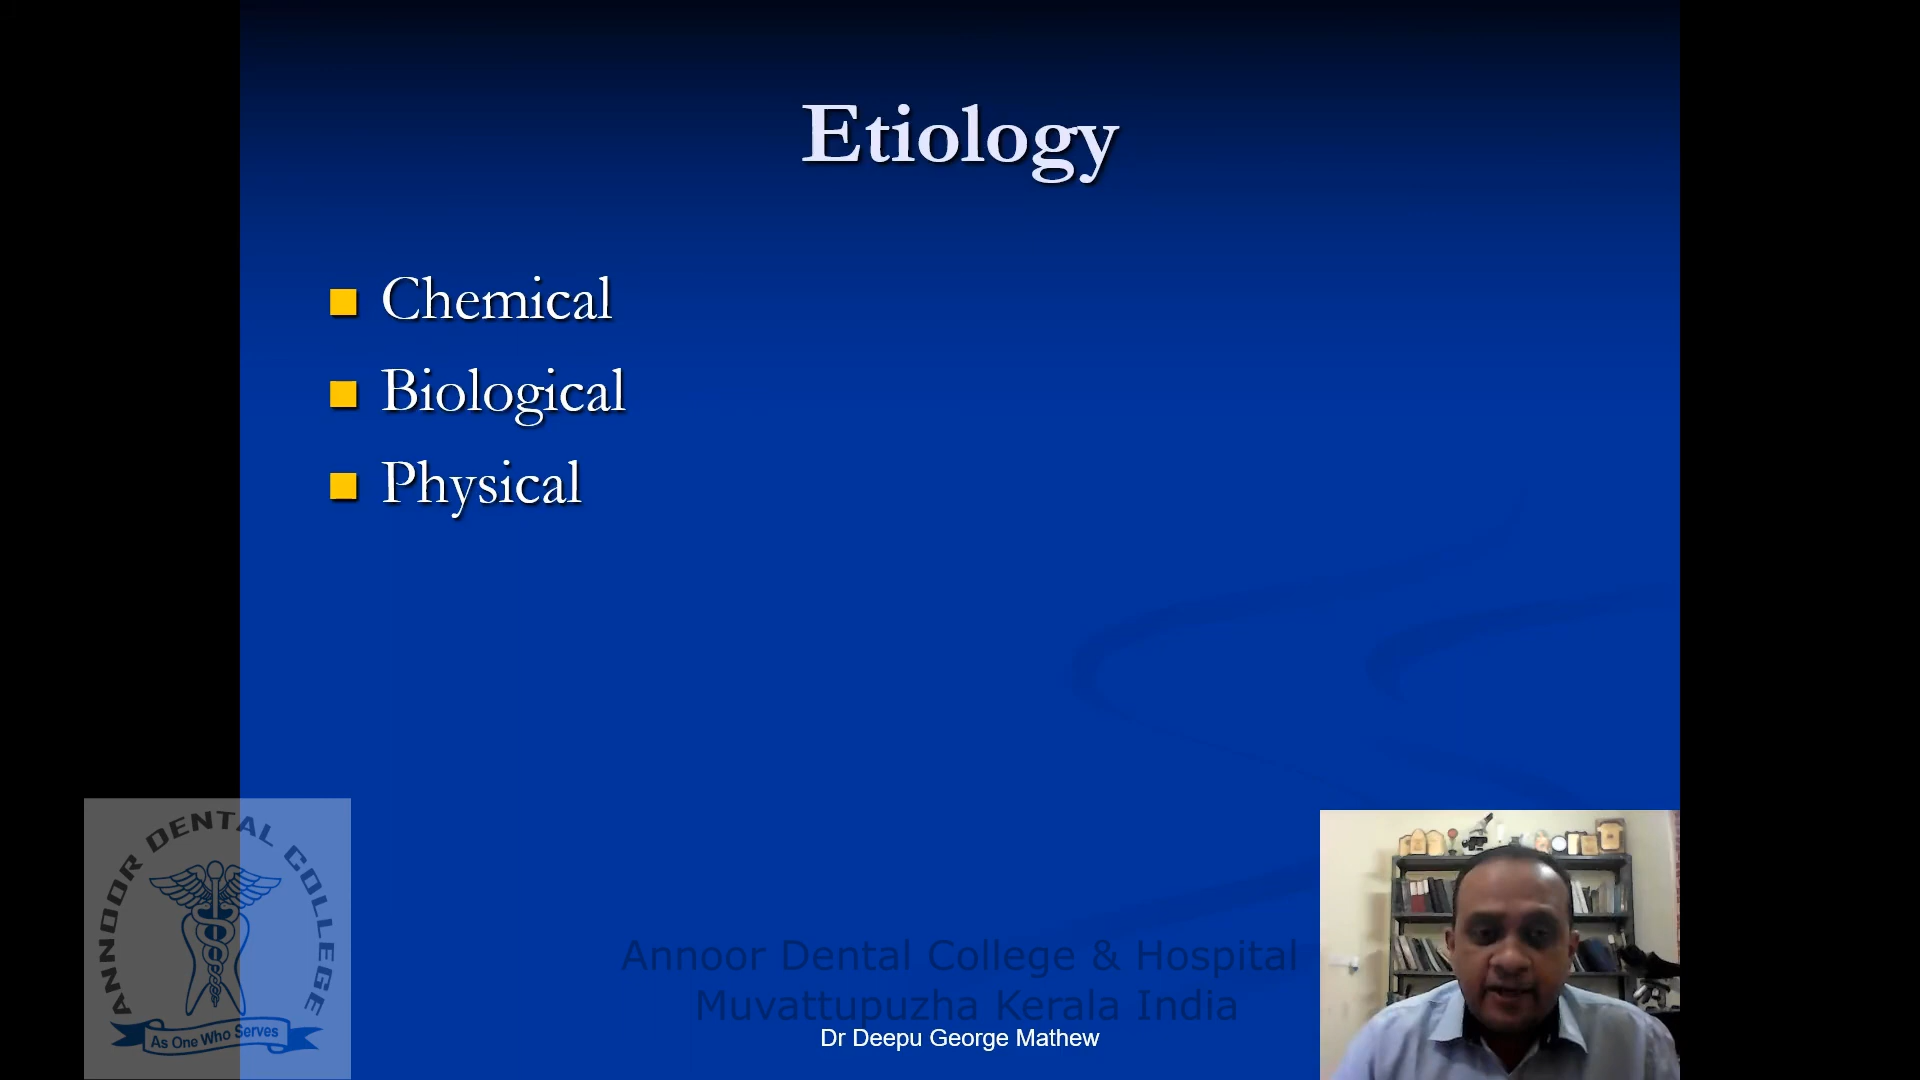 Etiology
Chemical
Biological
Physical
ANNOOR DENTAL COLLEGE
As One Who Serves
Annoor Dental College & Hospital
Muvattupuzha Kerala India
Dr Deepu George Mathew